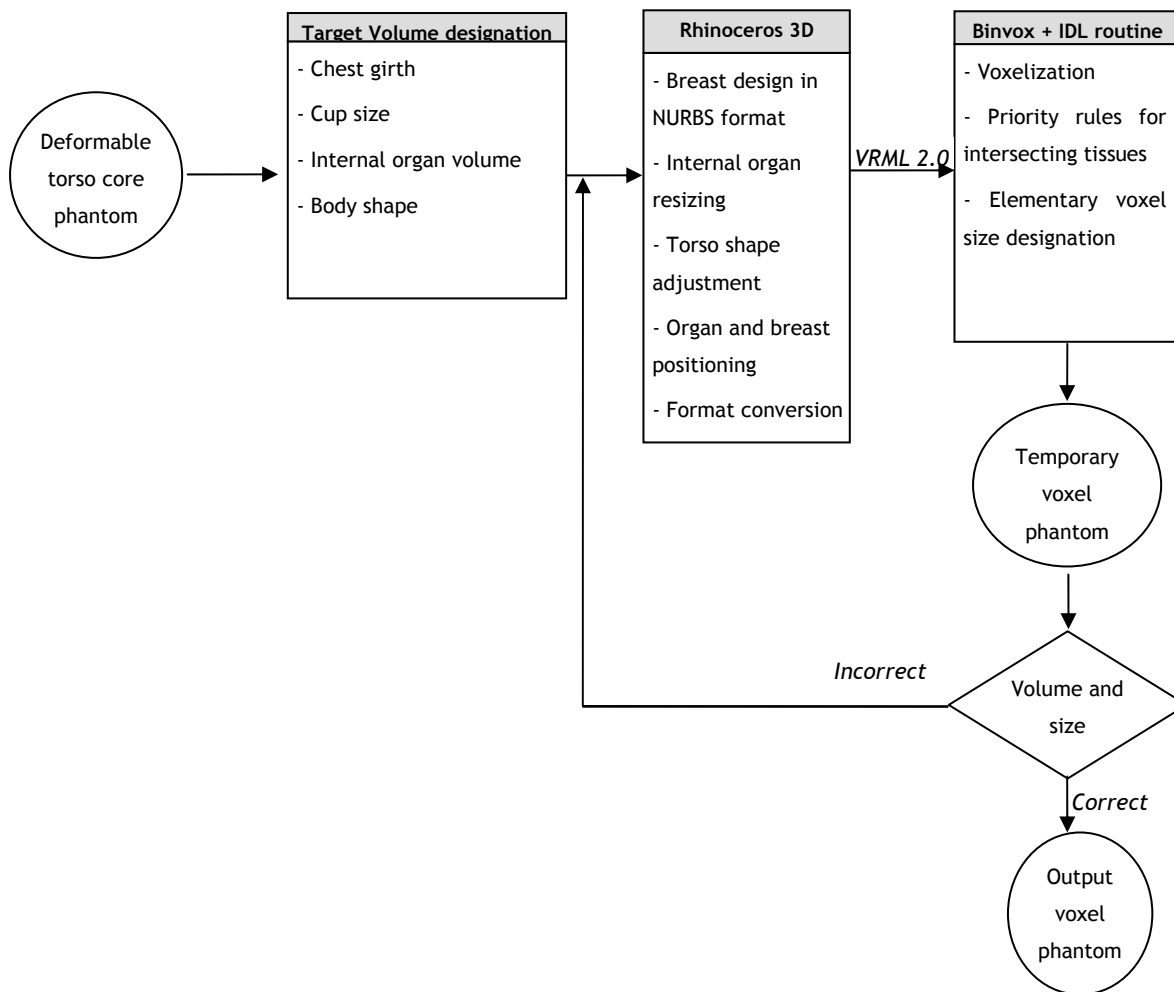 Deformable
torso core
phantom
Target Volume designation
- Chest girth
- Cup size
- Internal organ volume
- Body shape
Rhinoceros 3D
- Breast design in
NURBS format
- Internal organ
resizing
- Torso shape
adjustment
- Organ and breast
positioning
- Format conversion
VRML 2.0
Binvox + IDL routine
- Voxelization
- Priority rules for
intersecting tissues
- Elementary voxel
size designation
Temporary
voxel
phantom
Incorrect
Volume and
size
Correct
Output
voxel
phantom